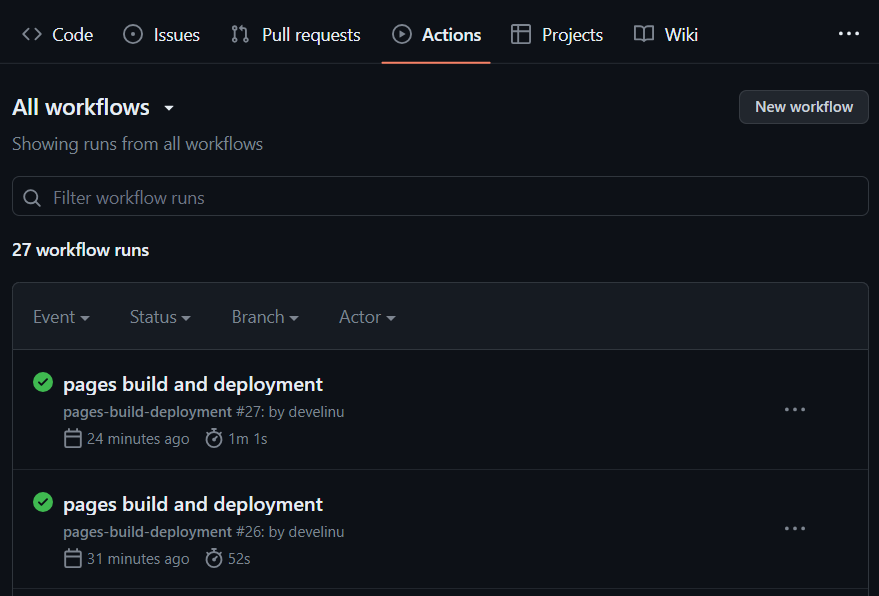 Code Issues Pull requests Actions Projects Wiki
All workflows
New workflow
Showing runs from all workflows
Filter workflow runs
27 workflow runs
Event Status Branch Actor
pages build and deployment
pages-build-deployment #27: by develinu
24 minutes ago 1m 1s
pages build and deployment
pages-build-deployment #26: by develinu
31 minutes ago 52s